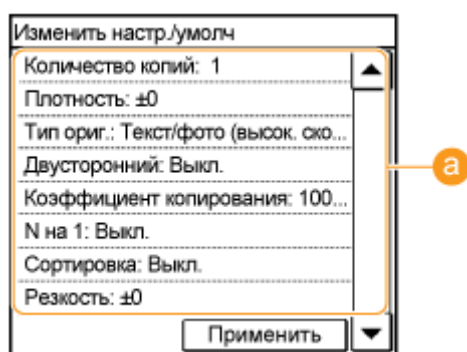 Изменить настр./умолч
Количество копий: 1
Плотность: ±0
Тип ориг.: Текст/фото (высок. ско...
Двусторонний: Выкл.
Коэффициент копирования: 100...
N на 1: Выкл.
Сортировка: Выкл.
Резкость: ±0
Применить
a